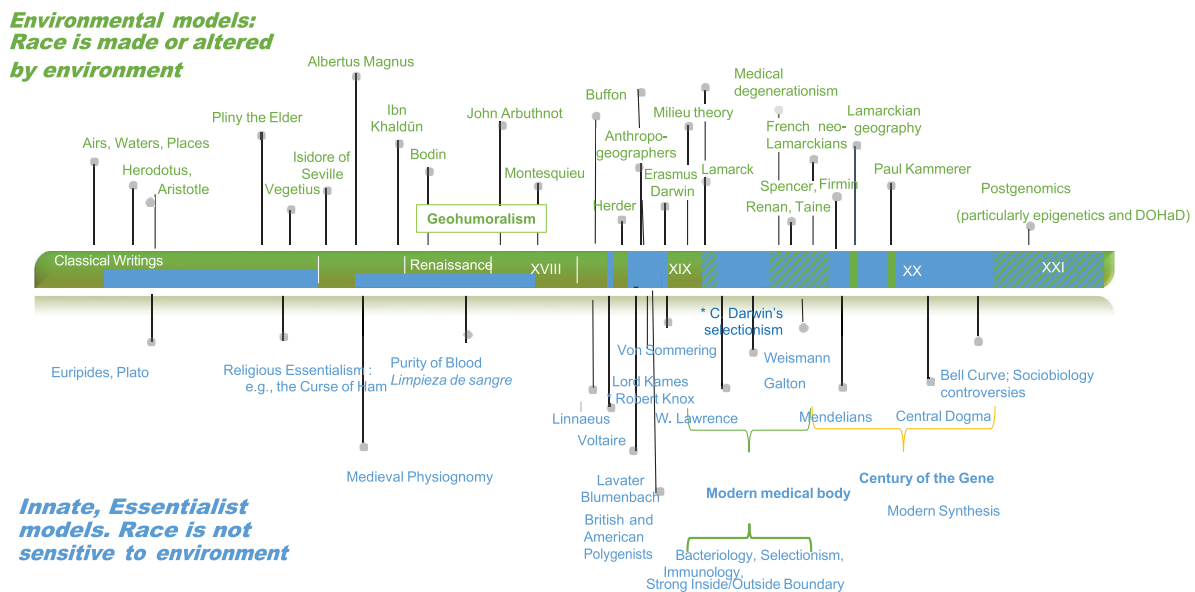 Environmental models:
Race is made or altered
by environment
Albertus Magnus
Medical
degenerationism
Buffon
Ibn
Khaldūn
John Arbuthnot
Milieu theory
Lamarckian
geography
Pliny the Elder
French neo-
Lamarckians
Airs, Waters, Places
Anthropo-
geographers
Bodin
Isidore of
Seville
Herodotus,
Aristotle
Montesquieu
Erasmus
Darwin
Lamarck
Paul Kammerer
Vegetius
Spencer, Firmin
Renan, Taine
Postgenomics
(particularly epigenetics and DOHaD)
Herder
Geohumoralism
Classical Writings
Renaissance
XVIII
XIX
XX
XXI
* C. Darwin's
selectionism
Von Sommering
Weismann
Euripides, Plato
Religious Essentialism :
e.g., the Curse of Ham
Purity of Blood
Limpieza de sangre
Lord Kames
* Robert Knox
Galton
Bell Curve; Sociobiology
controversies
Linnaeus
W. Lawrence
Mendelians
Central Dogma
Voltaire
Medieval Physiognomy
Lavater
Blumenbach
Modern medical body
Century of the Gene
Modern Synthesis
British and
American
Polygenists
Innate, Essentialist
models. Race is not
sensitive to environment
Bacteriology, Selectionism,
Immunology,
Strong Inside/Outside Boundary